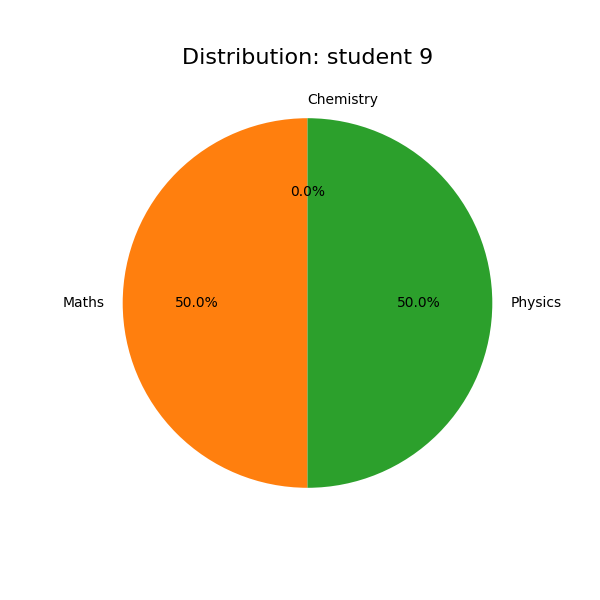 Distribution: student 9
Chemistry
0.0%
Maths
50.0%
50.0%
Physics